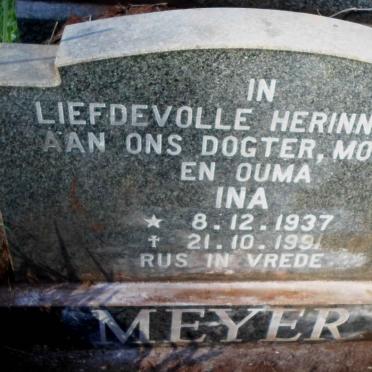 IN
LIEFDEVOLLE HERINN
AAN ONS DOGTER, MO
EN OUMA
INA
★ 8.12.1937
✝ 21.10.1991
RUS IN VREDE
MEYER